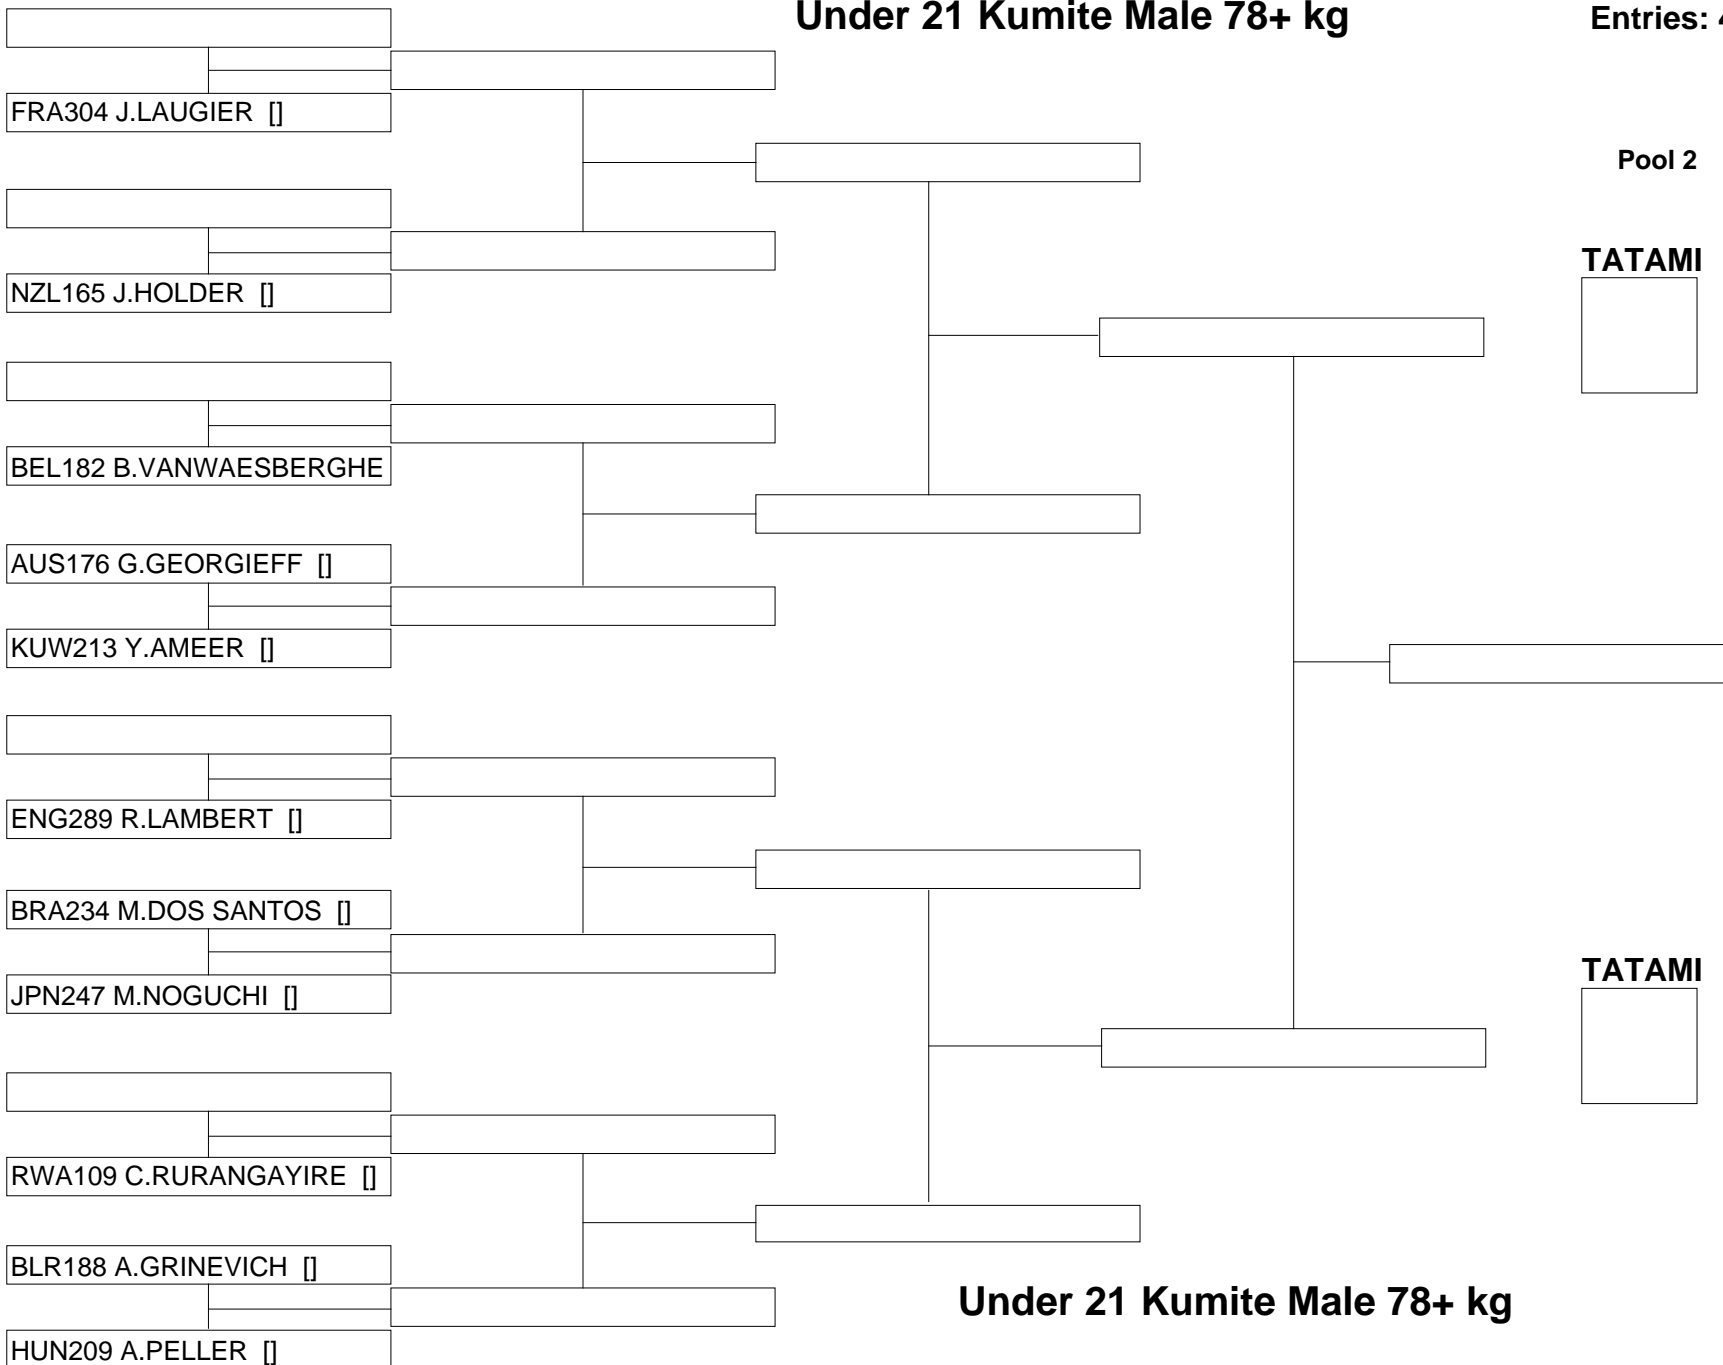 Under 21 Kumite Male 78+ kg
Entries: 4
FRA304 J.LAUGIER []
Pool 2
NZL165 J.HOLDER []
TATAMI
BEL182 B.VANWAESBERGHE
AUS176 G.GEORGIEFF []
KUW213 Y.AMEER []
ENG289 R.LAMBERT []
BRA234 M.DOS SANTOS []
JPN247 M.NOGUCHI []
TATAMI
RWA109 C.RURANGAYIRE []
BLR188 A.GRINEVICH []
Under 21 Kumite Male 78+ kg
HUN209 A.PELLER []